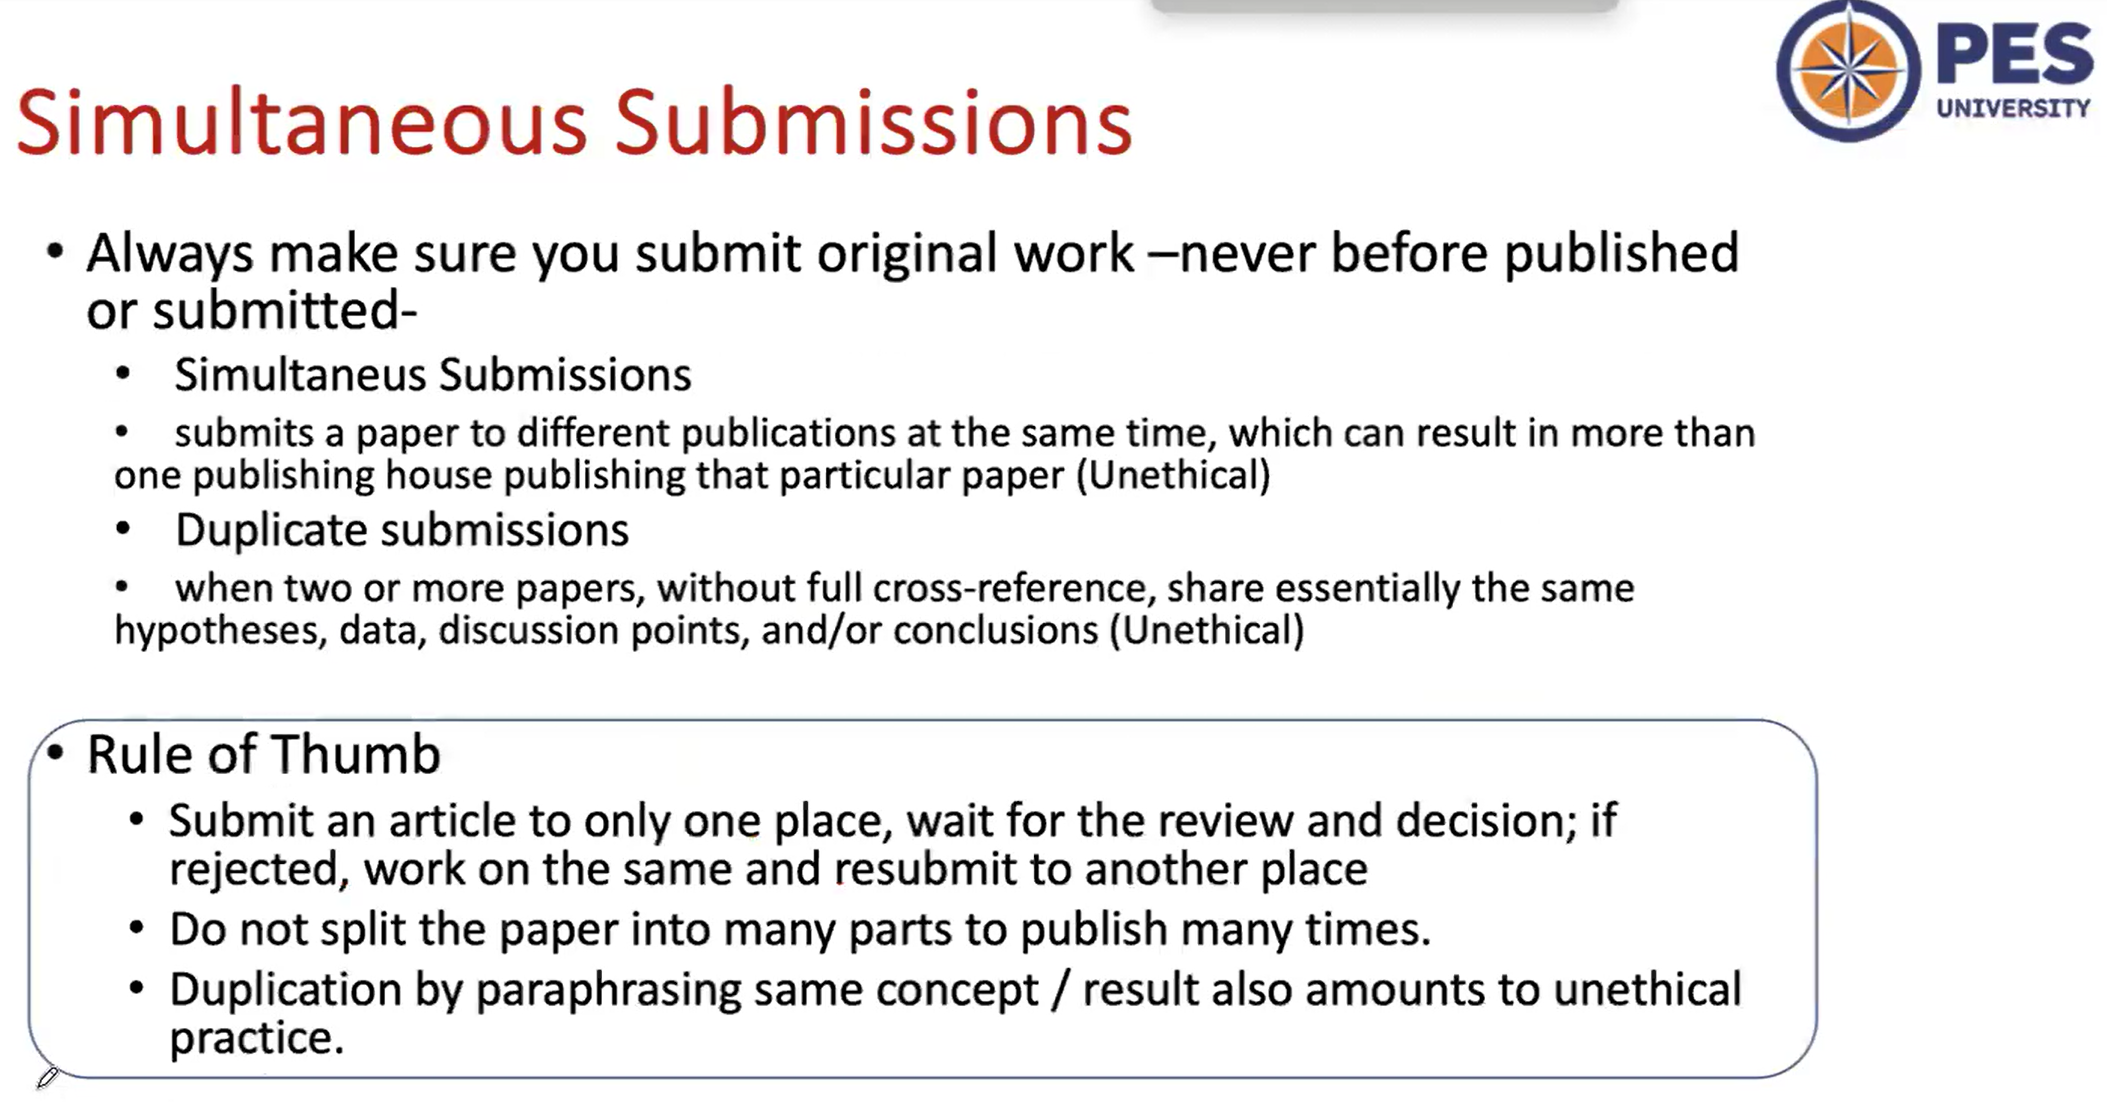 PES
UNIVERSITY
Simultaneous Submissions
• Always make sure you submit original work –never before published
or submitted-
• Simultaneus Submissions
• submits a paper to different publications at the same time, which can result in more than
one publishing house publishing that particular paper (Unethical)
• Duplicate submissions
• when two or more papers, without full cross-reference, share essentially the same
hypotheses, data, discussion points, and/or conclusions (Unethical)
• Rule of Thumb
• Submit an article to only one place, wait for the review and decision; if
rejected, work on the same and resubmit to another place
• Do not split the paper into many parts to publish many times.
• Duplication by paraphrasing same concept / result also amounts to unethical
practice.